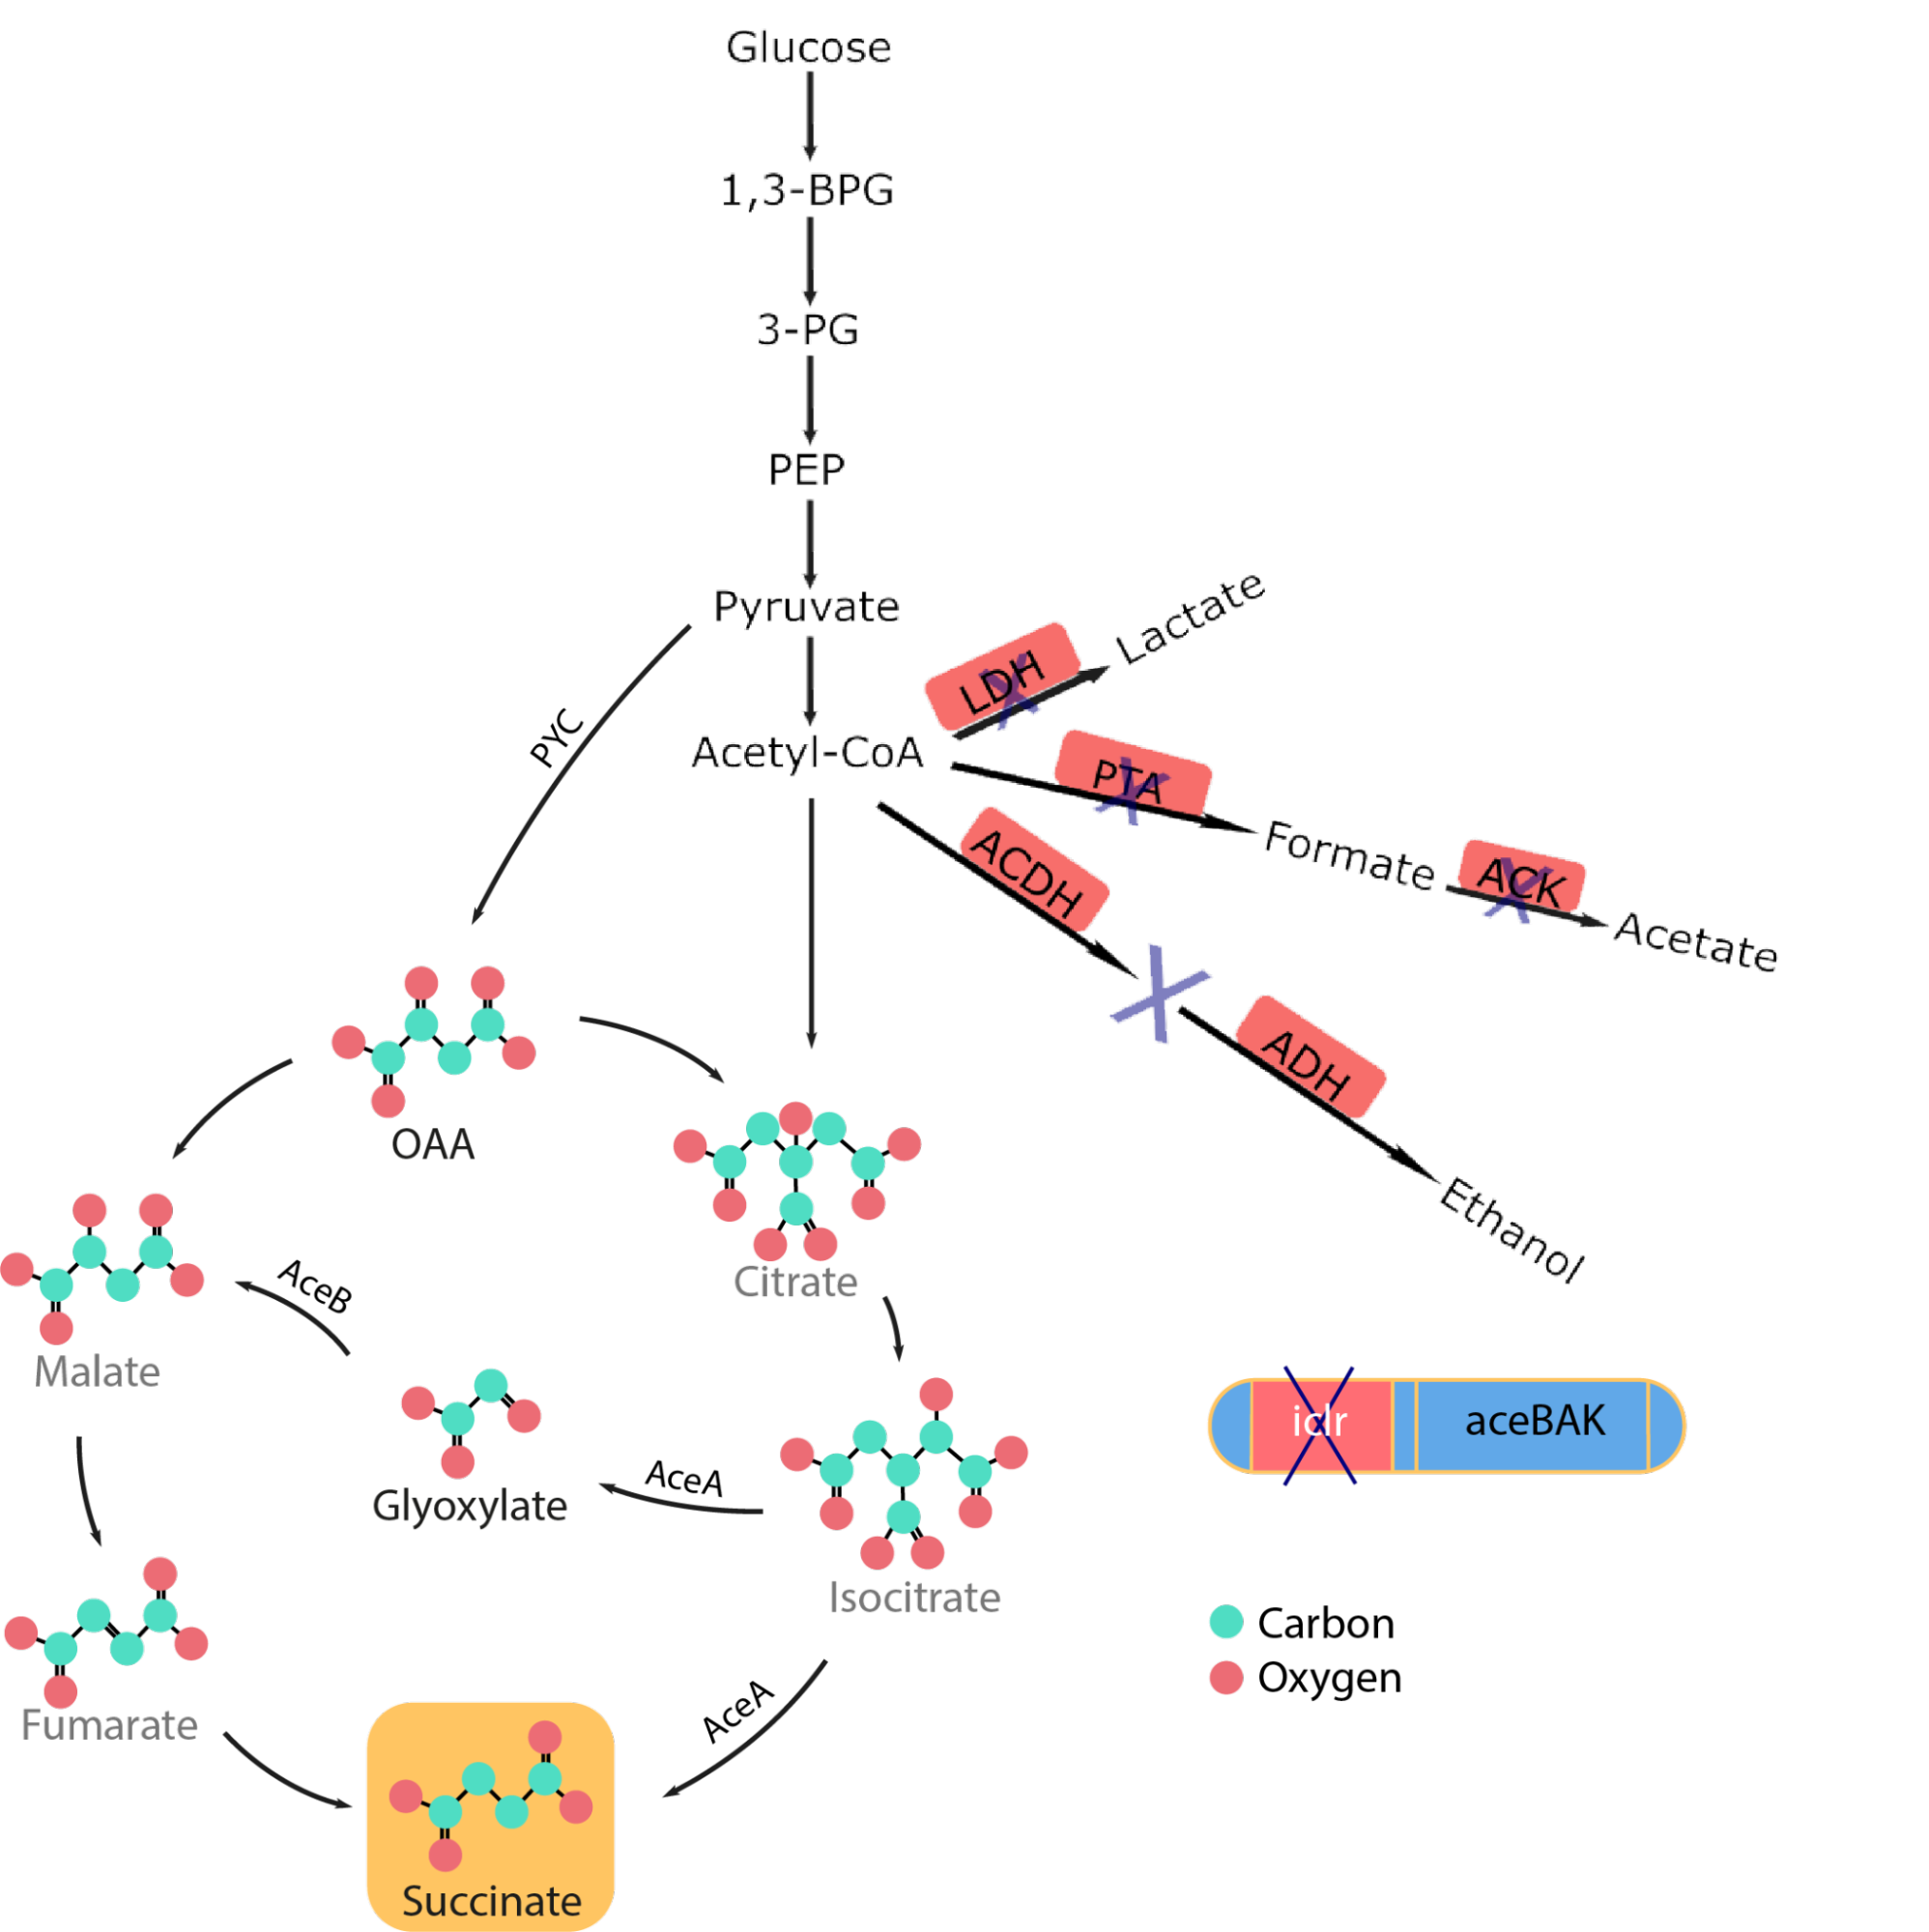 Glucose
1,3-BPG
3-PG
PEP
Pyruvate
Lactate
LDH
PYC
Acetyl-CoA
PTA
Formate
ACK
Acetate
ACDH
ADH
Ethanol
OAA
Citrate
AceB
Malate
Glyoxylate
AceA
iclr
aceBAK
Isocitrate
Carbon
Oxygen
AceA
Fumarate
Succinate